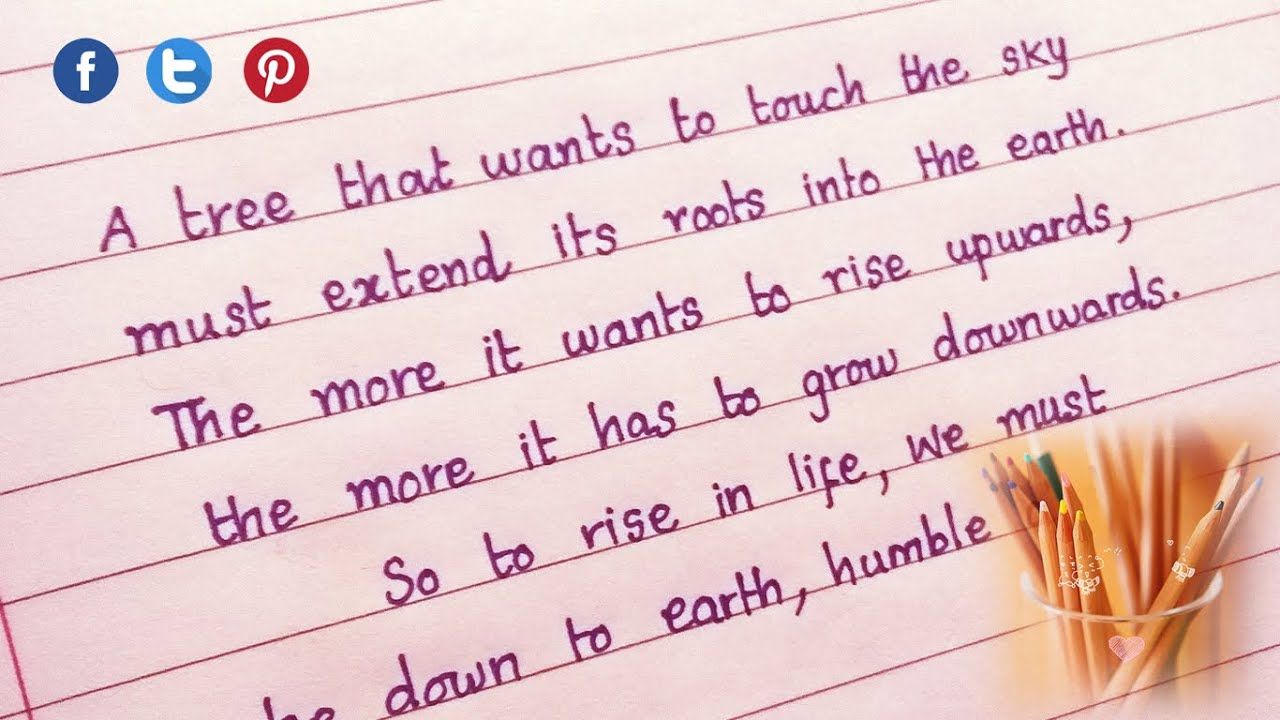 A tree that wants to touch the sky
must extend its roots into the earth.
The more it wants to rise upwards,
the more it has to grow downwards.
So to rise in life, we must
be down to earth, humble